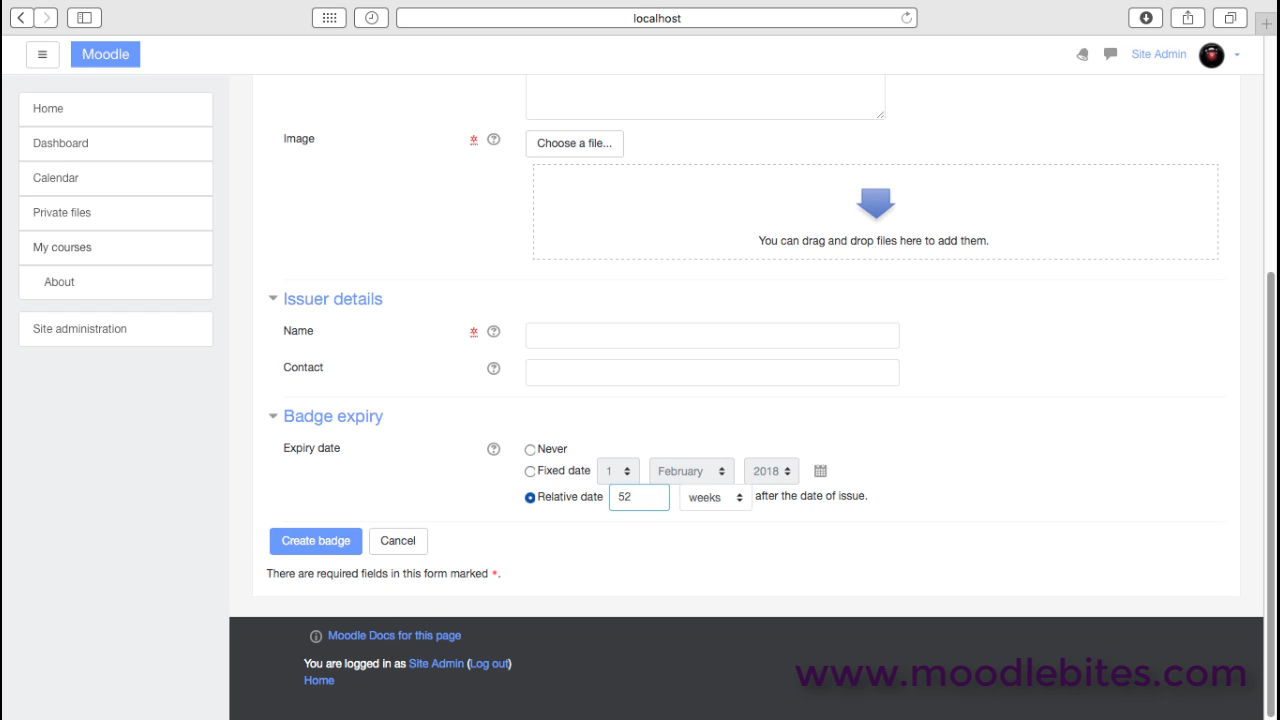 localhost
Moodle
Site Admin
Home
Dashboard
Calendar
Private files
My courses
About
Site administration
Image
Choose a file...
You can drag and drop files here to add them.
Issuer details
Name
Contact
Badge expiry
Expiry date
Never
Fixed date 1 February 2018
Relative date 52 weeks after the date of issue.
Create badge Cancel
There are required fields in this form marked *.
Moodle Docs for this page
You are logged in as Site Admin (Log out)
Home
www.moodlebites.com